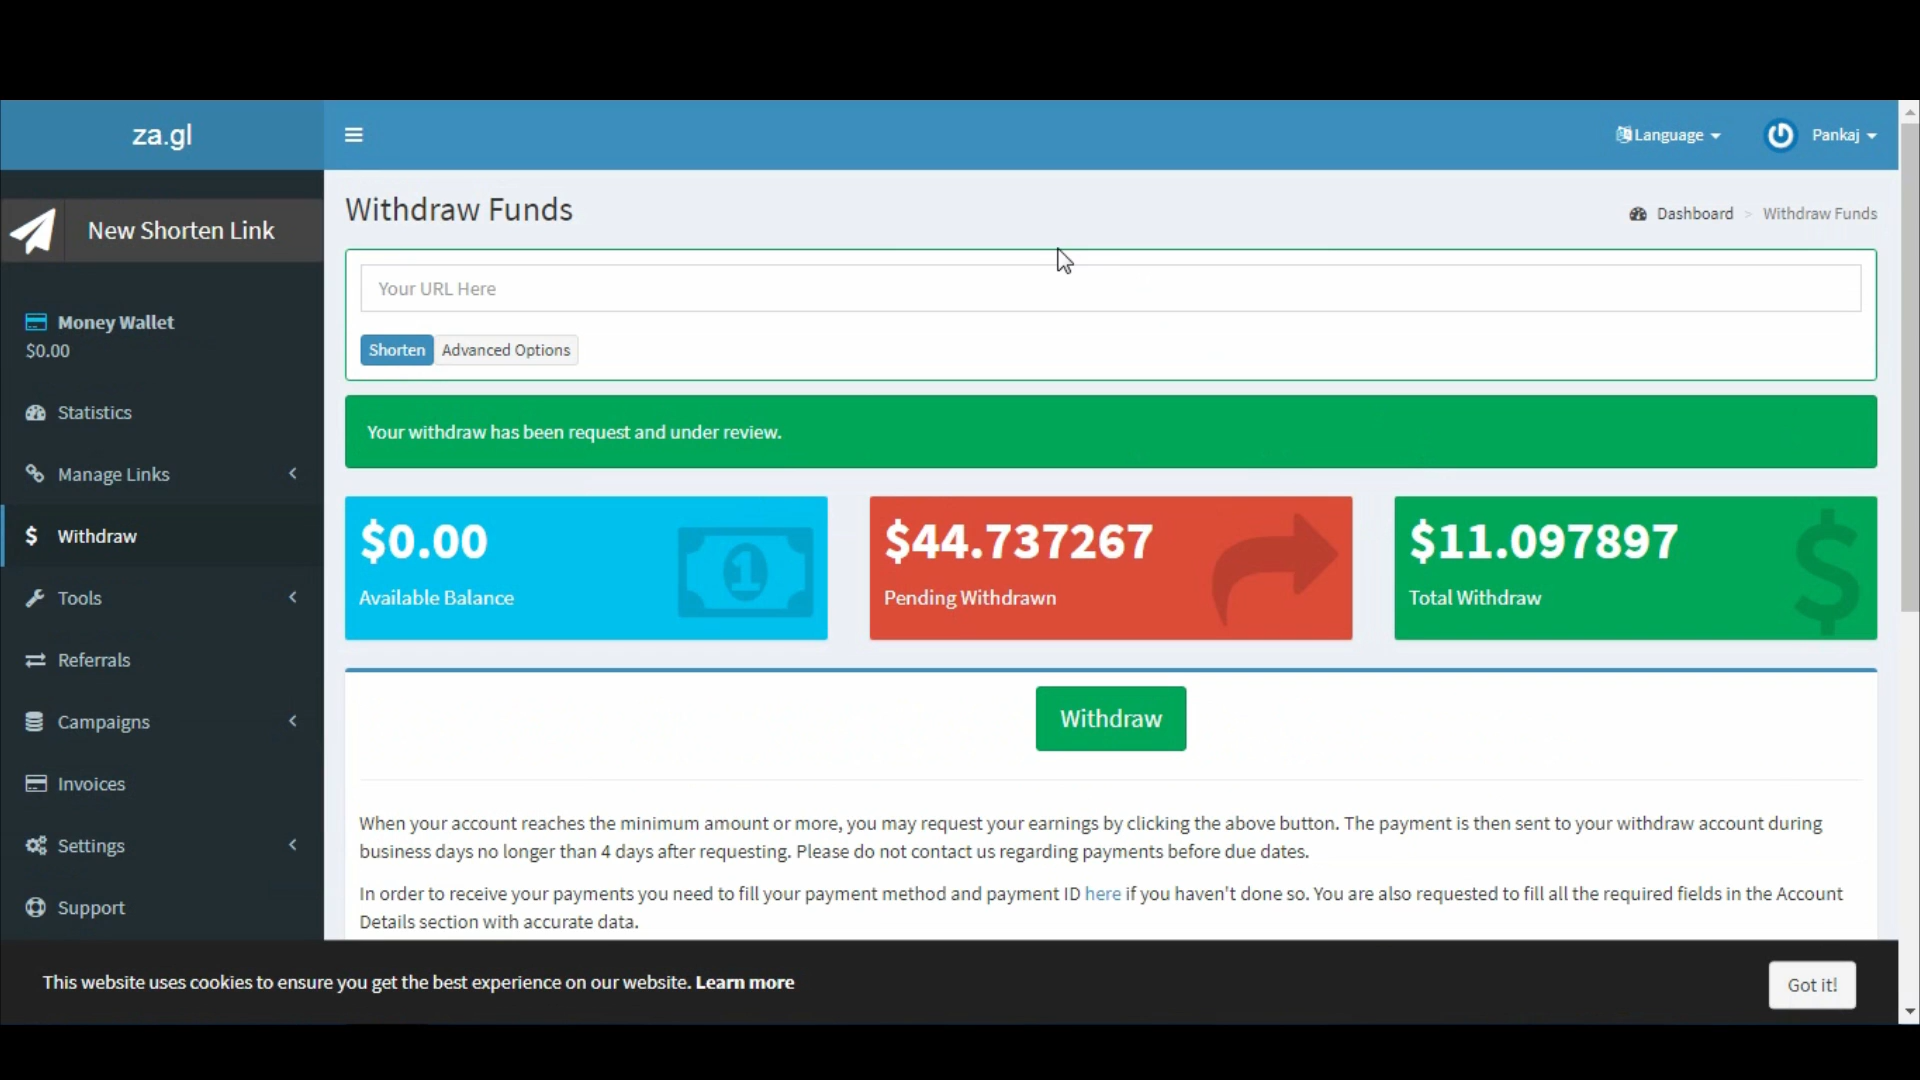 za.gl
Language
Pankaj
New Shorten Link
Withdraw Funds
Dashboard > Withdraw Funds
Your URL Here
Shorten
Advanced Options
Money Wallet
$0.00
Statistics
Manage Links
Withdraw
Tools
Referrals
Campaigns
Invoices
Settings
Support
Your withdraw has been request and under review.
$0.00
Available Balance
$44.737267
Pending Withdrawn
$11.097897
Total Withdraw
Withdraw
When your account reaches the minimum amount or more, you may request your earnings by clicking the above button. The payment is then sent to your withdraw account during
business days no longer than 4 days after requesting. Please do not contact us regarding payments before due dates.
In order to receive your payments you need to fill your payment method and payment ID here if you haven't done so. You are also requested to fill all the required fields in the Account
Details section with accurate data.
This website uses cookies to ensure you get the best experience on our website. Learn more
Got it!